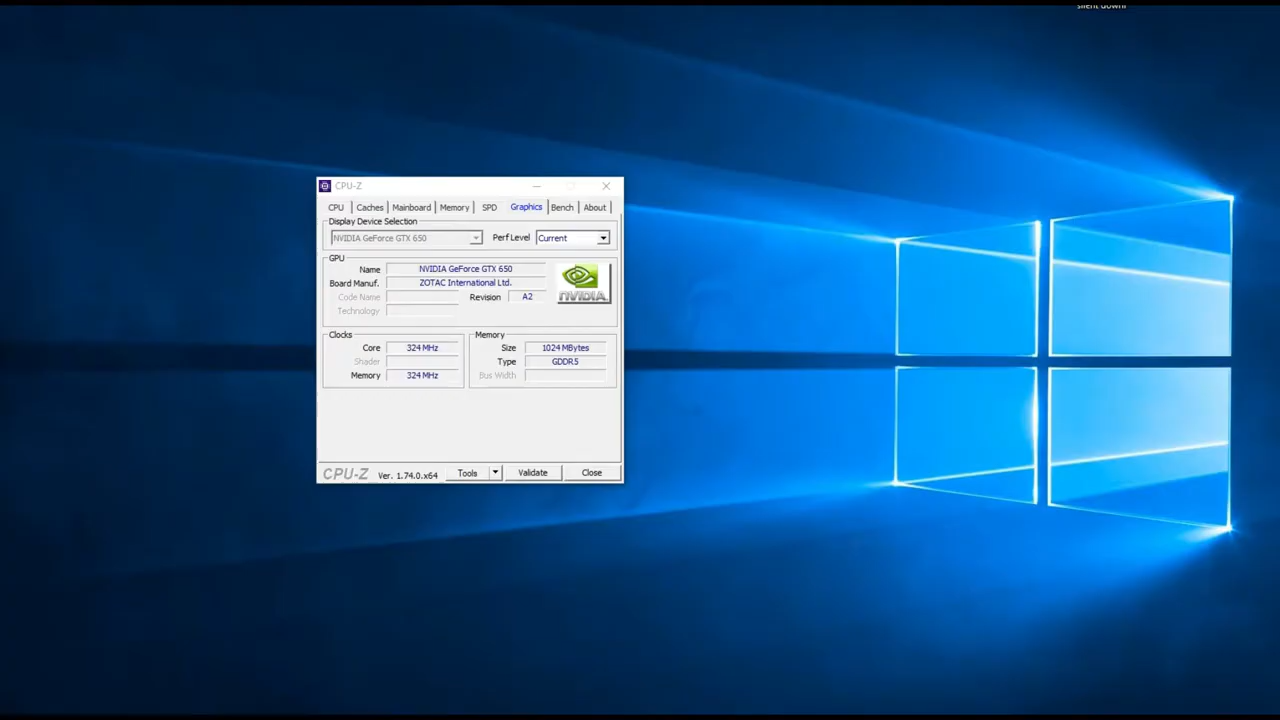 silent down!
CPU-Z
CPU Caches Mainboard Memory SPD Graphics Bench About
Display Device Selection
NVIDIA GeForce GTX 650 Perf Level Current
GPU
Name NVIDIA GeForce GTX 650
Board Manuf. ZOTAC International Ltd.
Code Name Revision A2
Technology
NVIDIA
Clocks
Core 324 MHz
Shader
Memory 324 MHz
Memory
Size 1024 MBytes
Type GDDR5
Bus Width
CPU-Z Ver. 1.74.0.x64 Tools Validate Close